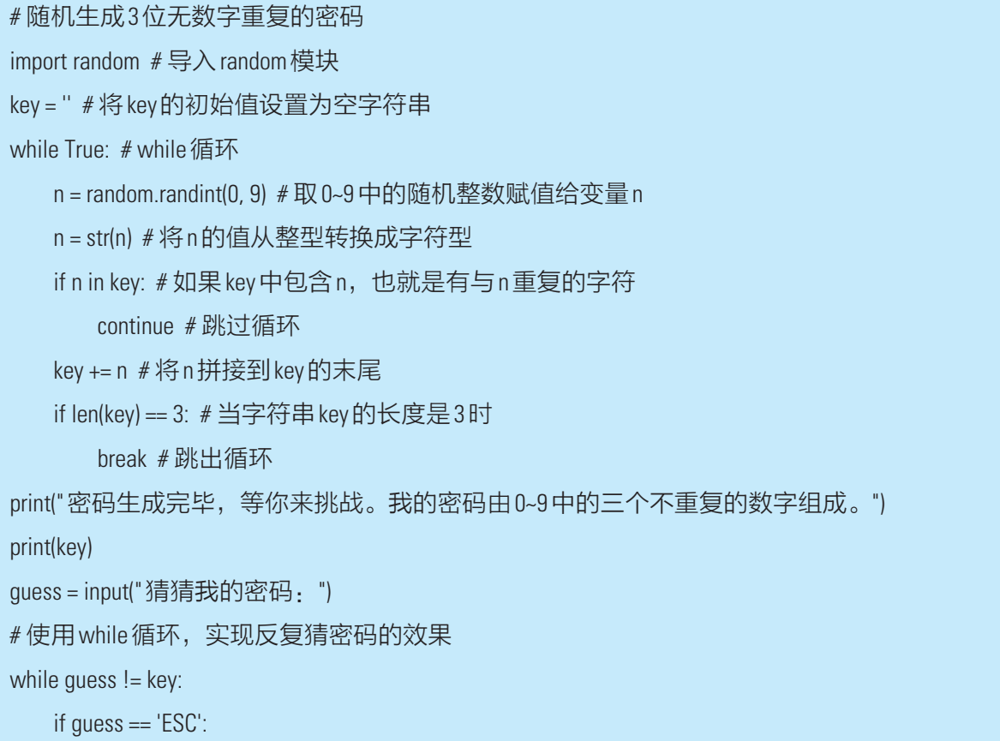 # 随机生成3位无数字重复的密码
import random # 导入random模块
key = '' # 将key的初始值设置为空字符串
while True: # while循环
    n = random.randint(0, 9) # 取0~9中的随机整数赋值给变量n
    n = str(n) # 将n的值从整型转换成字符型
    if n in key: # 如果key中包含n，也就是有与n重复的字符
        continue # 跳过循环
    key += n # 将n拼接到key的末尾
    if len(key) == 3: # 当字符串key的长度是3时
        break # 跳出循环
print("密码生成完毕，等你来挑战。我的密码由0~9中的三个不重复的数字组成。")
print(key)
guess = input("猜猜我的密码：")
# 使用while循环，实现反复猜密码的效果
while guess != key:
    if guess == 'ESC':